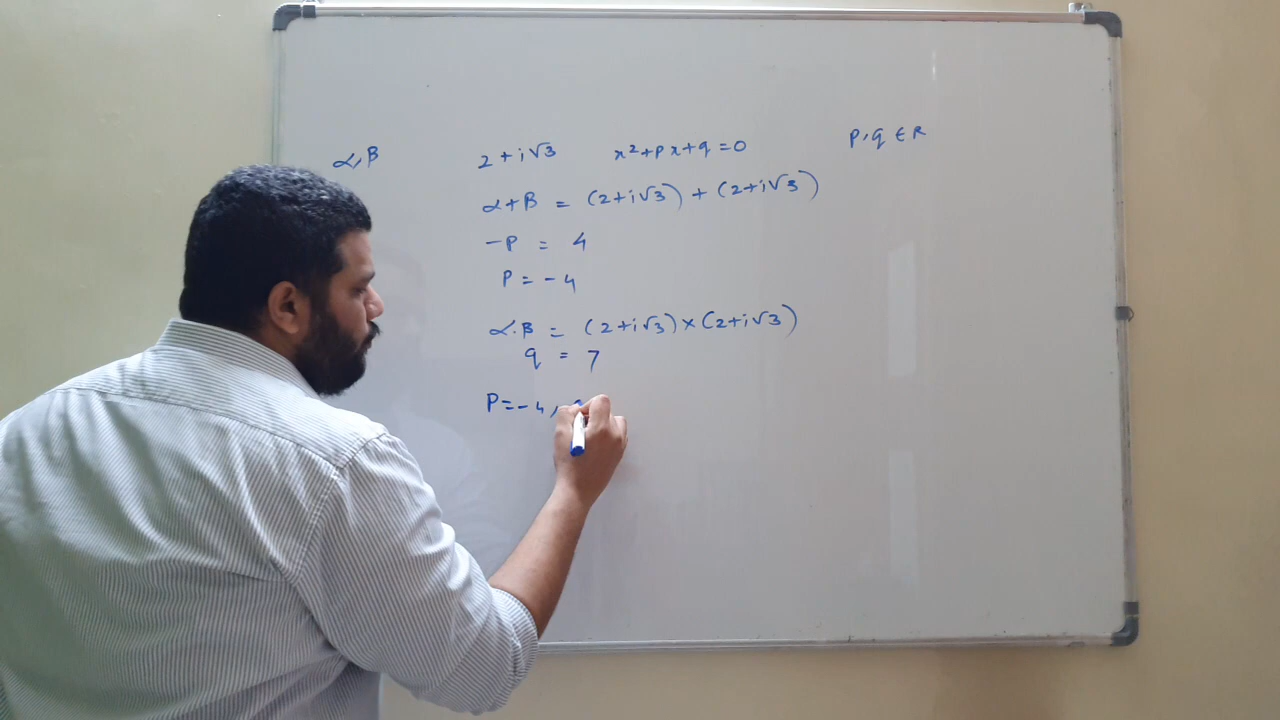 α, β 2 + i√3 x²+px+q=0 P, q ∈ R
α+β = (2+i√3) + (2+i√3)
-P = 4
P = -4
α.β = (2+i√3)×(2+i√3)
q = 7
P=-4,